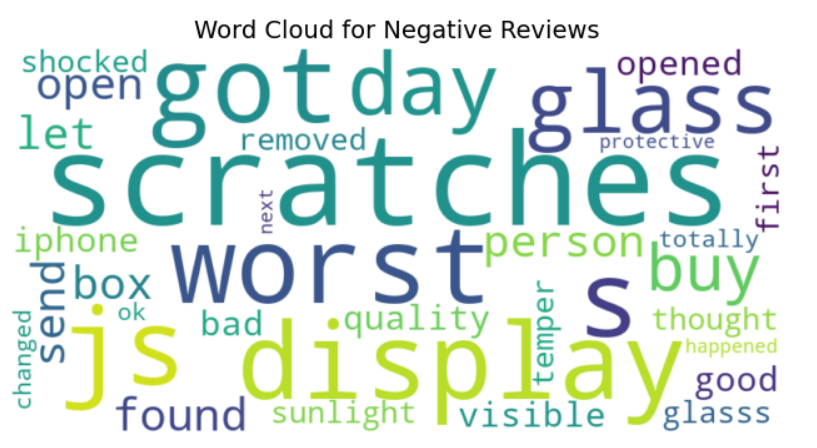 Word Cloud for Negative Reviews
shocked
open
got
day
opened
glass
let
removed
protective
scratches
next
first
iphone
worst
person
totally
send
box
s
buy
changed
ok
js
bad
quality
display
temper
thought
happened
good
found
sunlight
visible
glasss